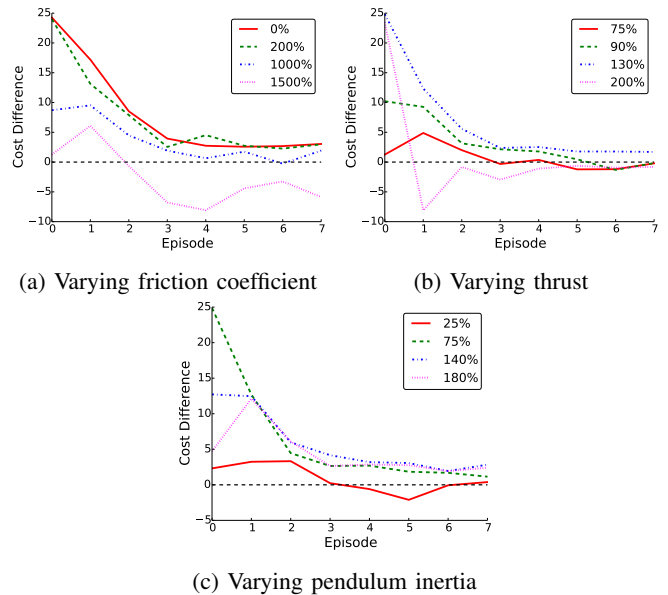 25
20
15
10
5
0
−5
−10
Cost Difference
0 1 2 3 4 5 6 7
Episode
0%
200%
1000%
1500%
(a) Varying friction coefficient
25
20
15
10
5
0
−5
−10
Cost Difference
0 1 2 3 4 5 6 7
Episode
75%
90%
130%
200%
(b) Varying thrust
25
20
15
10
5
0
−5
Cost Difference
0 1 2 3 4 5 6 7
Episode
25%
75%
140%
180%
(c) Varying pendulum inertia